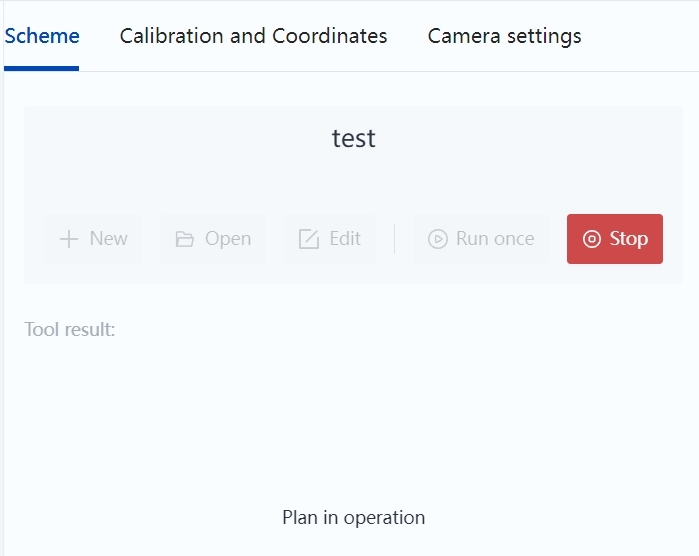 Scheme Calibration and Coordinates Camera settings
test
New Open Edit Run once Stop
Tool result:
Plan in operation